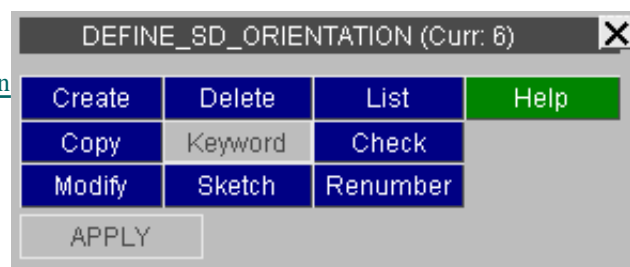 DEFINE_SD_ORIENTATION (Curr: 6) X
n
Create Delete List Help
Copy Keyword Check
Modify Sketch Renumber
APPLY